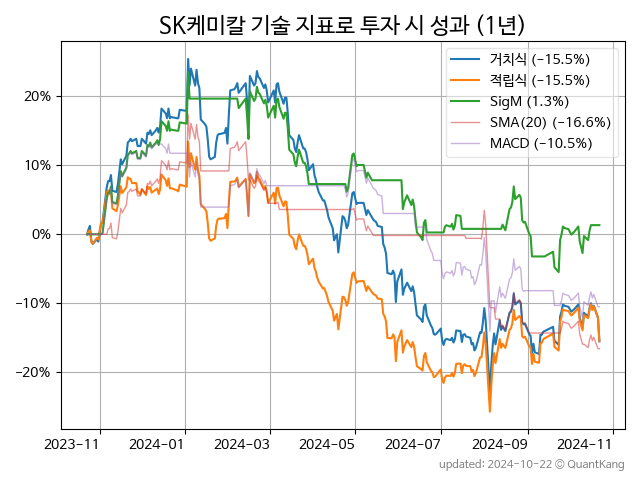 SK케미칼 기술 지표로 투자 시 성과 (1년)
거치식 (−15.5%)
적립식 (−15.5%)
SigM (1.3%)
SMA(20) (−16.6%)
MACD (−10.5%)
20%
10%
0%
−10%
−20%
2023−11 2024−01 2024−03 2024−05 2024−07 2024−09 2024−11
updated: 2024-10-22 © QuantKang